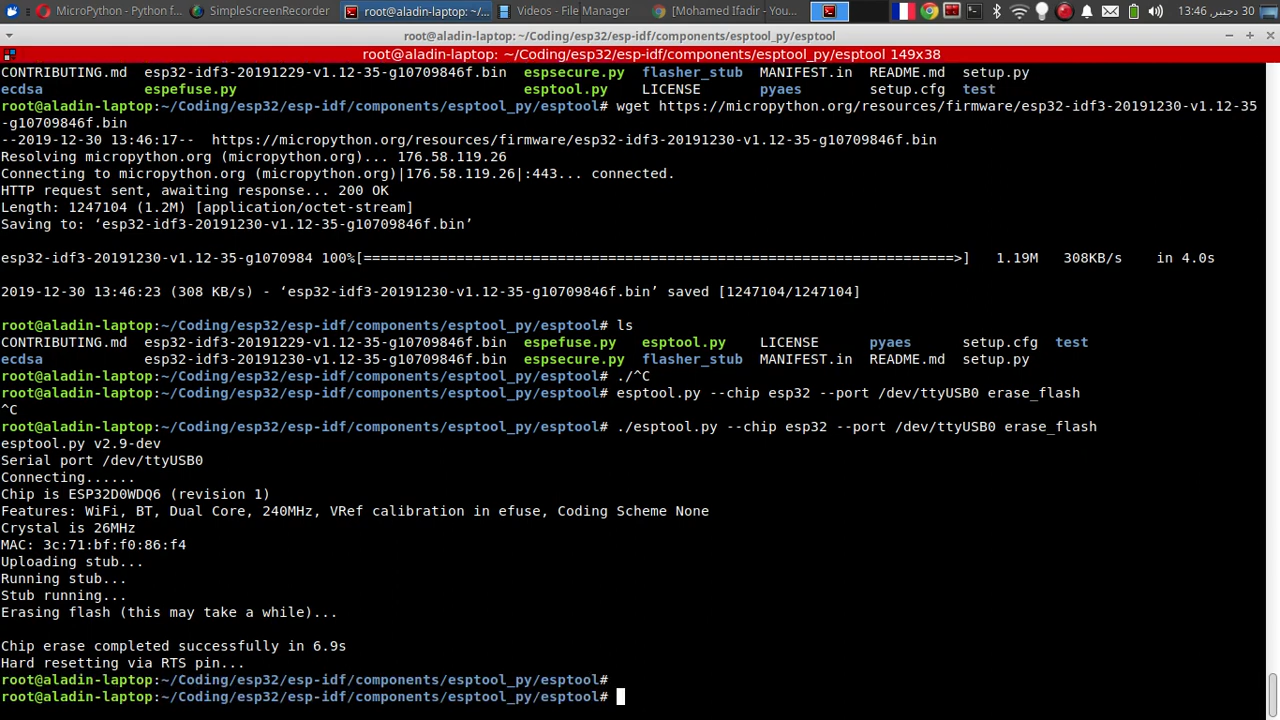 MicroPython - Python f...
SimpleScreenRecorder
root@aladin-laptop: ~/...
Videos - File Manager
[Mohamed Ifadir - You...
30 دجنبر, 13:46
root@aladin-laptop: ~/Coding/esp32/esp-idf/components/esptool_py/esptool
root@aladin-laptop: ~/Coding/esp32/esp-idf/components/esptool_py/esptool 149x38
CONTRIBUTING.md  esp32-idf3-20191229-v1.12-35-g10709846f.bin  espsecure.py  flasher_stub  MANIFEST.in  README.md  setup.py
ecdsa            espefuse.py                                  esptool.py    LICENSE       pyaes        setup.cfg  test
root@aladin-laptop:~/Coding/esp32/esp-idf/components/esptool_py/esptool# wget https://micropython.org/resources/firmware/esp32-idf3-20191230-v1.12-35
-g10709846f.bin
--2019-12-30 13:46:17--  https://micropython.org/resources/firmware/esp32-idf3-20191230-v1.12-35-g10709846f.bin
Resolving micropython.org (micropython.org)... 176.58.119.26
Connecting to micropython.org (micropython.org)|176.58.119.26|:443... connected.
HTTP request sent, awaiting response... 200 OK
Length: 1247104 (1.2M) [application/octet-stream]
Saving to: ‘esp32-idf3-20191230-v1.12-35-g10709846f.bin’
esp32-idf3-20191230-v1.12-35-g1070984 100%[======================================================================>]   1.19M   308KB/s    in 4.0s
2019-12-30 13:46:23 (308 KB/s) - ‘esp32-idf3-20191230-v1.12-35-g10709846f.bin’ saved [1247104/1247104]
root@aladin-laptop:~/Coding/esp32/esp-idf/components/esptool_py/esptool# ls
CONTRIBUTING.md  esp32-idf3-20191229-v1.12-35-g10709846f.bin  espefuse.py   esptool.py    LICENSE      pyaes      setup.cfg  test
ecdsa            esp32-idf3-20191230-v1.12-35-g10709846f.bin  espsecure.py  flasher_stub  MANIFEST.in  README.md  setup.py
root@aladin-laptop:~/Coding/esp32/esp-idf/components/esptool_py/esptool# ./^C
root@aladin-laptop:~/Coding/esp32/esp-idf/components/esptool_py/esptool# esptool.py --chip esp32 --port /dev/ttyUSB0 erase_flash
^C
root@aladin-laptop:~/Coding/esp32/esp-idf/components/esptool_py/esptool# ./esptool.py --chip esp32 --port /dev/ttyUSB0 erase_flash
esptool.py v2.9-dev
Serial port /dev/ttyUSB0
Connecting......
Chip is ESP32D0WDQ6 (revision 1)
Features: WiFi, BT, Dual Core, 240MHz, VRef calibration in efuse, Coding Scheme None
Crystal is 26MHz
MAC: 3c:71:bf:f0:86:f4
Uploading stub...
Running stub...
Stub running...
Erasing flash (this may take a while)...
Chip erase completed successfully in 6.9s
Hard resetting via RTS pin...
root@aladin-laptop:~/Coding/esp32/esp-idf/components/esptool_py/esptool#
root@aladin-laptop:~/Coding/esp32/esp-idf/components/esptool_py/esptool#